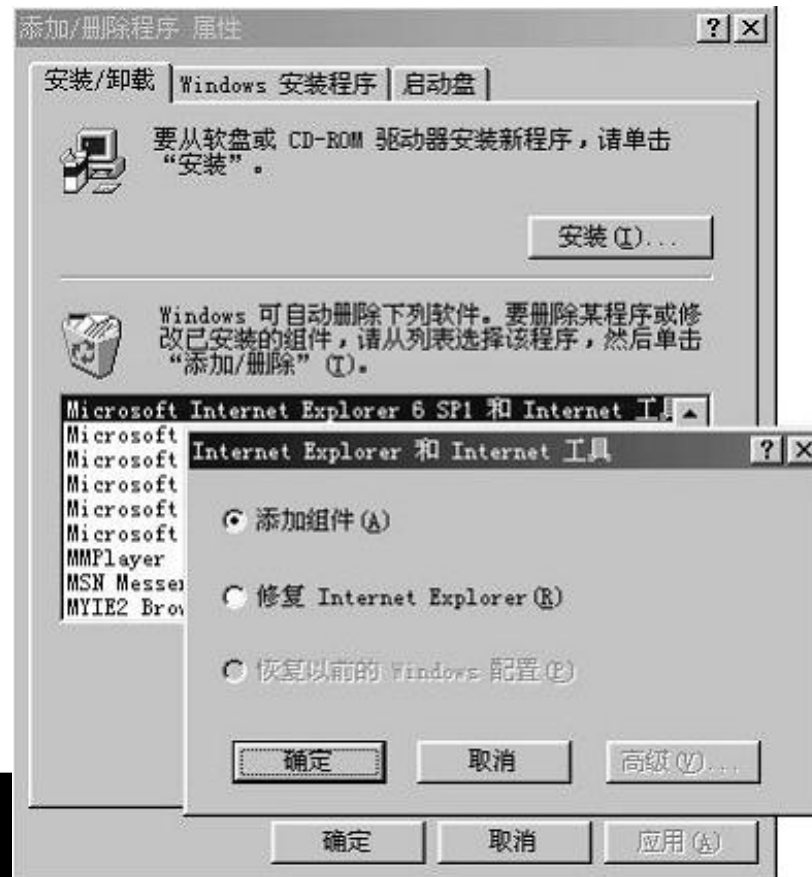 添加/删除程序 属性
安装/卸载 Windows 安装程序 启动盘
要从软盘或 CD-ROM 驱动器安装新程序，请单击
“安装”。
安装(I)...
Windows 可自动删除下列软件。要删除某程序或修
改已安装的组件，请从列表选择该程序，然后单击
“添加/删除”(T)。
Microsoft Internet Explorer 6 SP1 和 Internet 工
Microsoft
Microsoft
Microsoft
Microsoft
Microsoft
MMPlayer
MSN Messe
MYIE2 Bro
Internet Explorer 和 Internet 工具
添加组件(A)
修复 Internet Explorer(R)
恢复以前的 Windows 配置(P)
确定 取消 高级(V)...
确定 取消 应用(A)